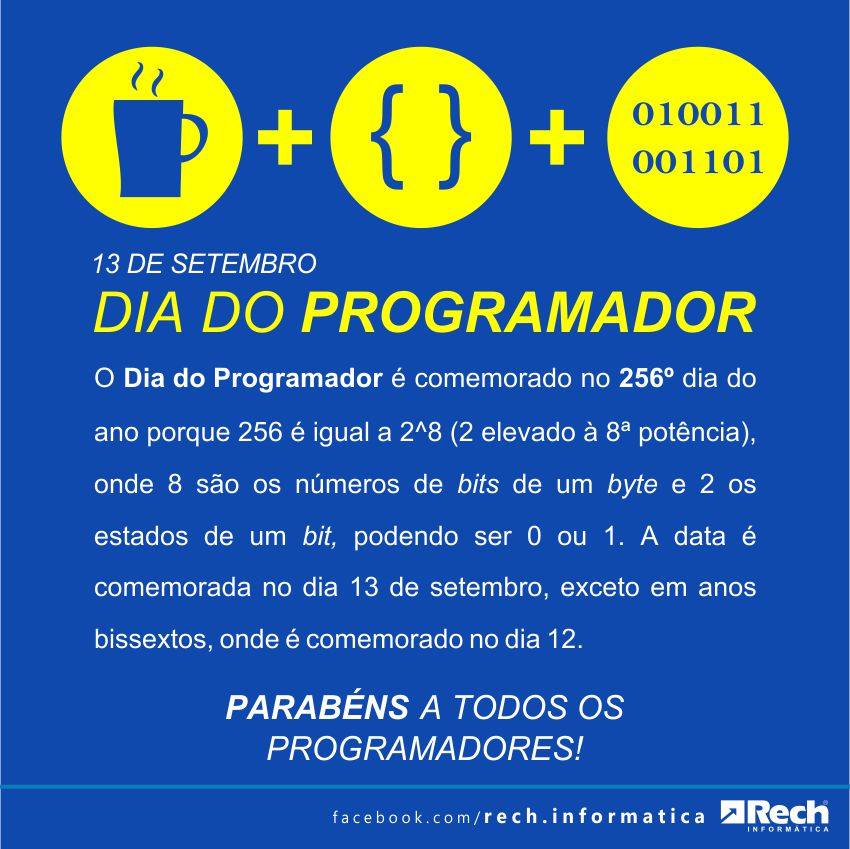 { }
010011
001101
13 DE SETEMBRO
DIA DO PROGRAMADOR
O Dia do Programador é comemorado no 256º dia do
ano porque 256 é igual a 2^8 (2 elevado à 8ª potência),
onde 8 são os números de bits de um byte e 2 os
estados de um bit, podendo ser 0 ou 1. A data é
comemorada no dia 13 de setembro, exceto em anos
bissextos, onde é comemorado no dia 12.
PARABÉNS A TODOS OS
PROGRAMADORES!
facebook.com/rech.informatica
Rech®
INFORMÁTICA